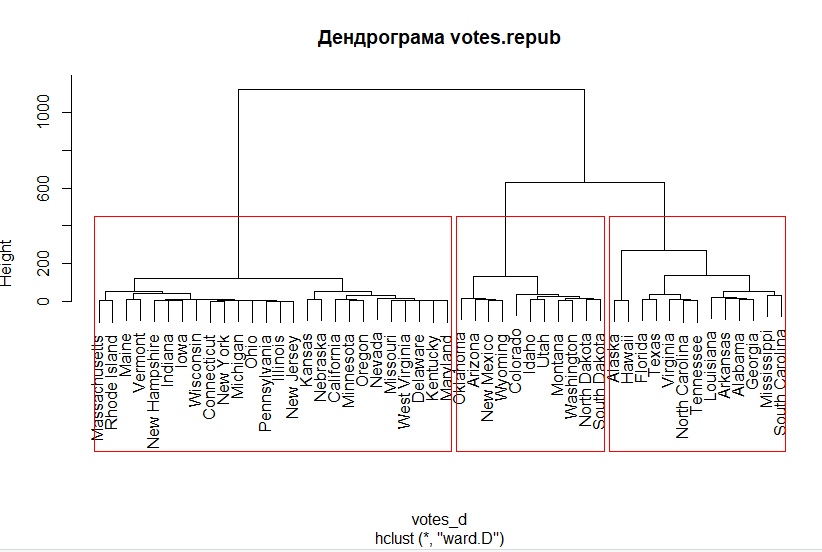 Дендрограма votes.repub
Height
1000
600
200
0
Massachusetts
Rhode Island
Maine
Vermont
New Hampshire
Indiana
Iowa
Wisconsin
Connecticut
New York
Michigan
Ohio
Pennsylvania
Illinois
New Jersey
Kansas
Nebraska
California
Minnesota
Oregon
Nevada
Missouri
West Virginia
Delaware
Kentucky
Maryland
Oklahoma
Arizona
New Mexico
Wyoming
Colorado
Idaho
Utah
Montana
Washington
North Dakota
South Dakota
Alaska
Hawaii
Florida
Texas
Virginia
North Carolina
Tennessee
Louisiana
Arkansas
Alabama
Georgia
Mississippi
South Carolina
votes_d
hclust (*, "ward.D")